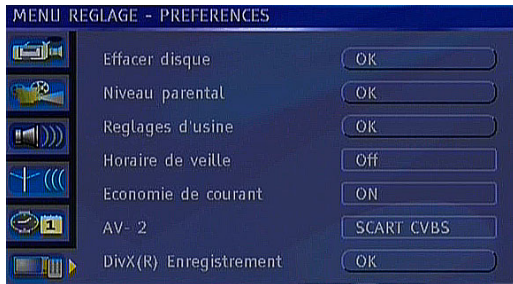 MENU REGLAGE - PREFERENCES
Effacer disque OK
Niveau parental OK
Reglages d'usine OK
Horaire de veille Off
Economie de courant ON
AV- 2 SCART CVBS
DivX(R) Enregistrement OK
1